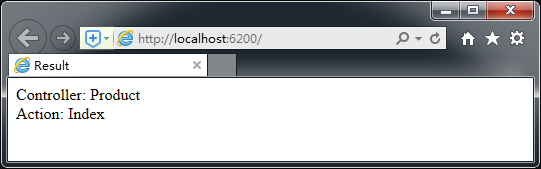 http://localhost:6200/
Result
Controller: Product
Action: Index